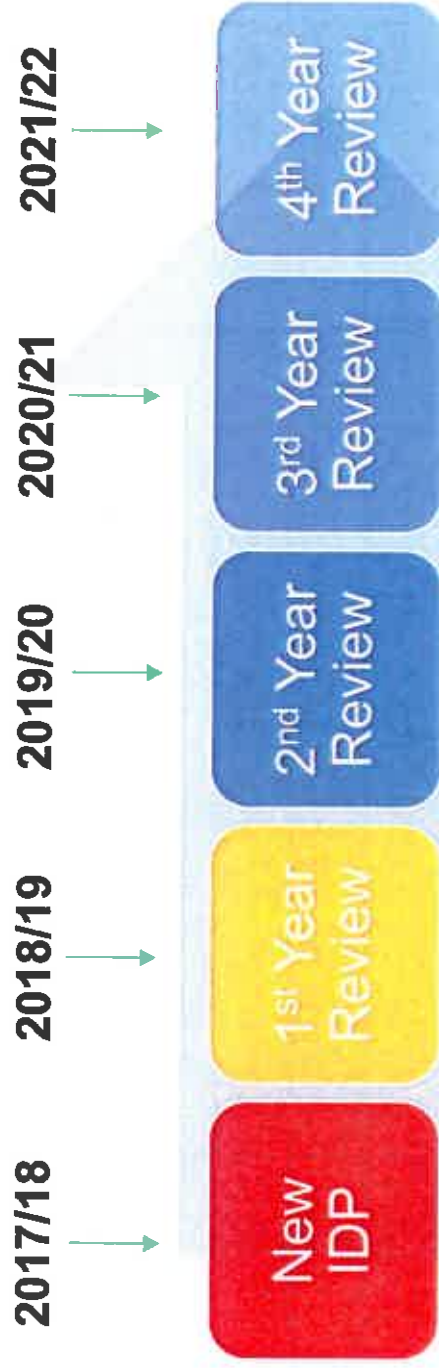 2017/18
2018/19
2019/20
2020/21
2021/22
New
IDP
1st Year
Review
2nd Year
Review
3rd Year
Review
4th Year
Review